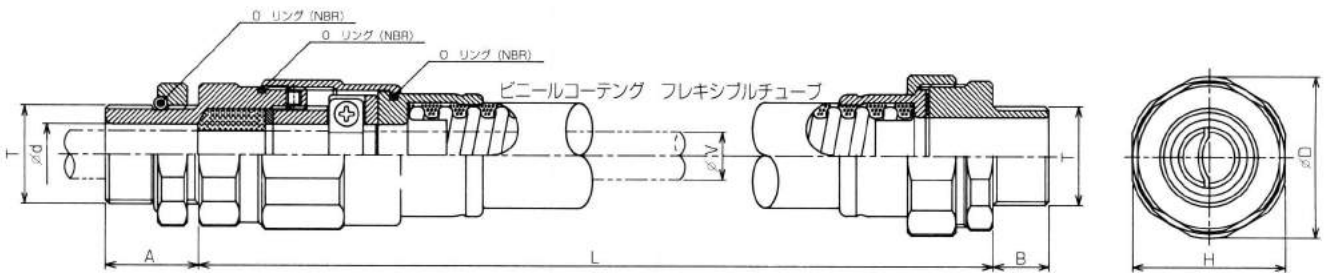 O リング (NBR)
O リング (NBR)
O リング (NBR)
ビニールコーテング フレキシブルチューブ
T
ød
øV
T
øD
A
L
B
H